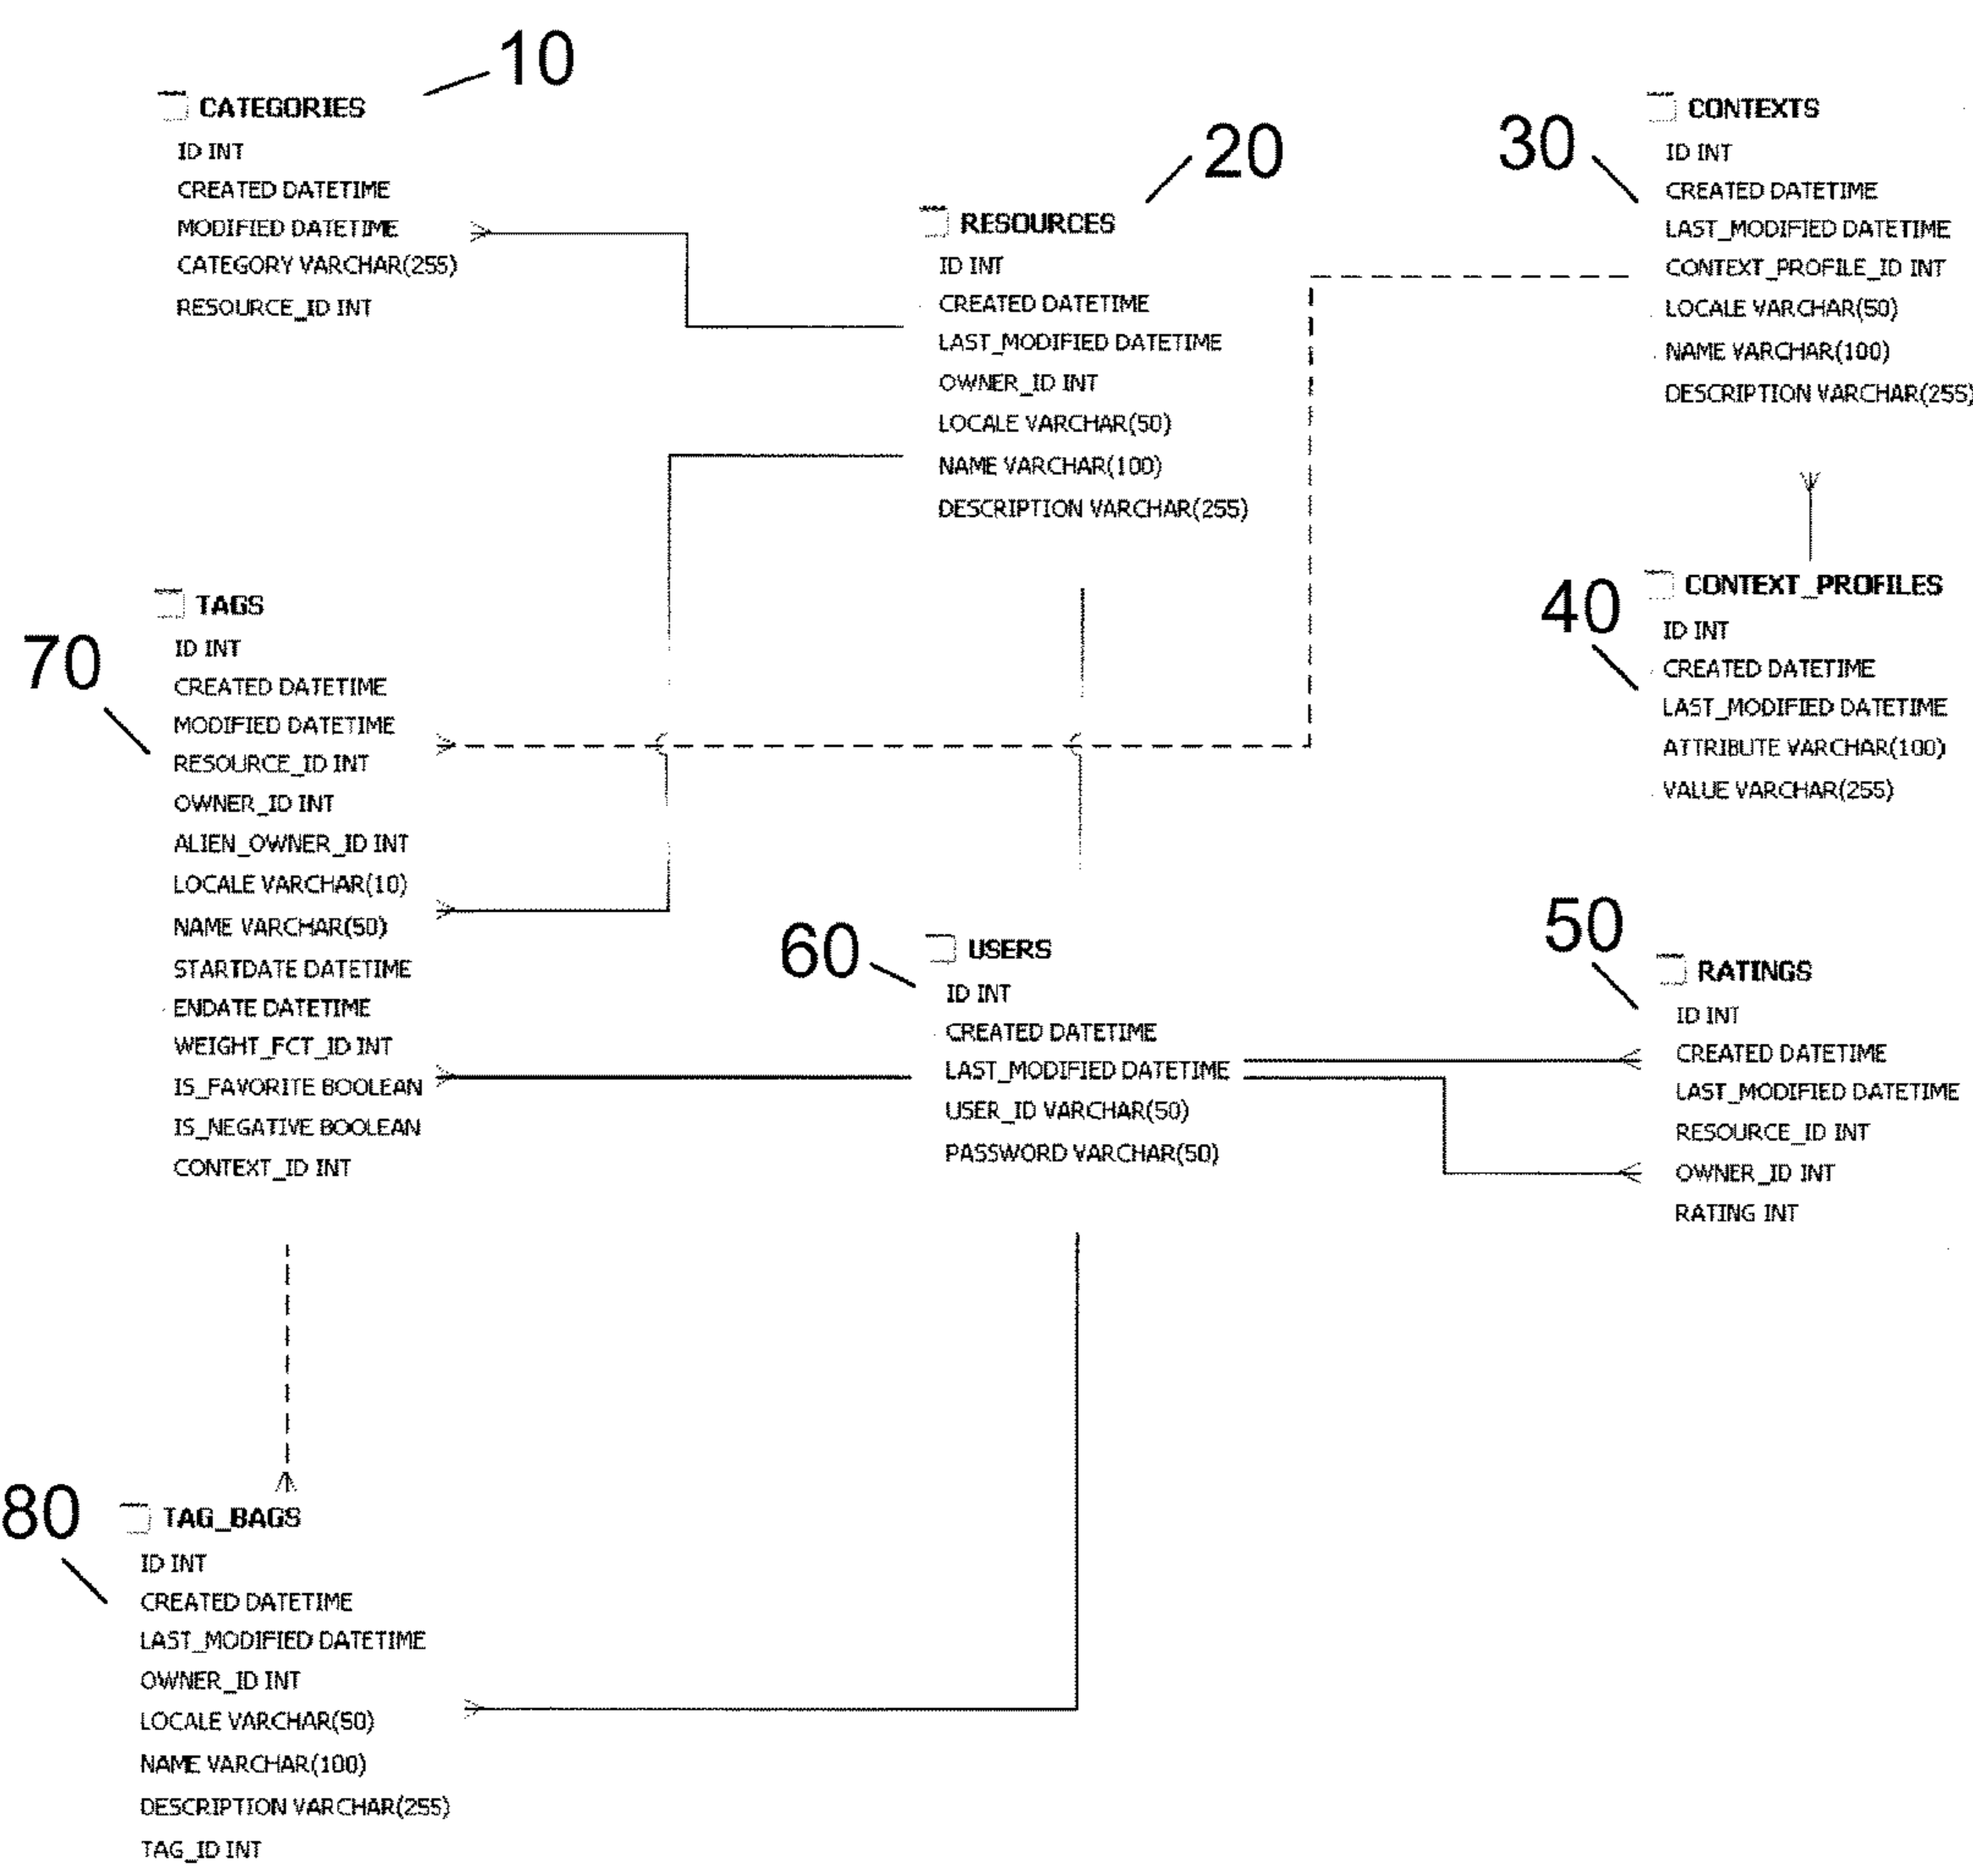 10
CATEGORIES
ID INT
CREATED DATETIME
MODIFIED DATETIME
CATEGORY VARCHAR(255)
RESOURCE_ID INT
20
RESOURCES
ID INT
CREATED DATETIME
LAST_MODIFIED DATETIME
OWNER_ID INT
LOCALE VARCHAR(50)
NAME VARCHAR(100)
DESCRIPTION VARCHAR(255)
30
CONTEXTS
ID INT
CREATED DATETIME
LAST_MODIFIED DATETIME
CONTEXT_PROFILE_ID INT
LOCALE VARCHAR(50)
NAME VARCHAR(100)
DESCRIPTION VARCHAR(255)
40
CONTEXT_PROFILES
ID INT
CREATED DATETIME
LAST_MODIFIED DATETIME
ATTRIBUTE VARCHAR(100)
VALUE VARCHAR(255)
70
TAGS
ID INT
CREATED DATETIME
MODIFIED DATETIME
RESOURCE_ID INT
OWNER_ID INT
ALIEN_OWNER_ID INT
LOCALE VARCHAR(10)
NAME VARCHAR(50)
STARTDATE DATETIME
ENDATE DATETIME
WEIGHT_FCT_ID INT
IS_FAVORITE BOOLEAN
IS_NEGATIVE BOOLEAN
CONTEXT_ID INT
60
USERS
ID INT
CREATED DATETIME
LAST_MODIFIED DATETIME
USER_ID VARCHAR(50)
PASSWORD VARCHAR(50)
50
RATINGS
ID INT
CREATED DATETIME
LAST_MODIFIED DATETIME
RESOURCE_ID INT
OWNER_ID INT
RATING INT
80
TAG_BAGS
ID INT
CREATED DATETIME
LAST_MODIFIED DATETIME
OWNER_ID INT
LOCALE VARCHAR(50)
NAME VARCHAR(100)
DESCRIPTION VARCHAR(255)
TAG_ID INT